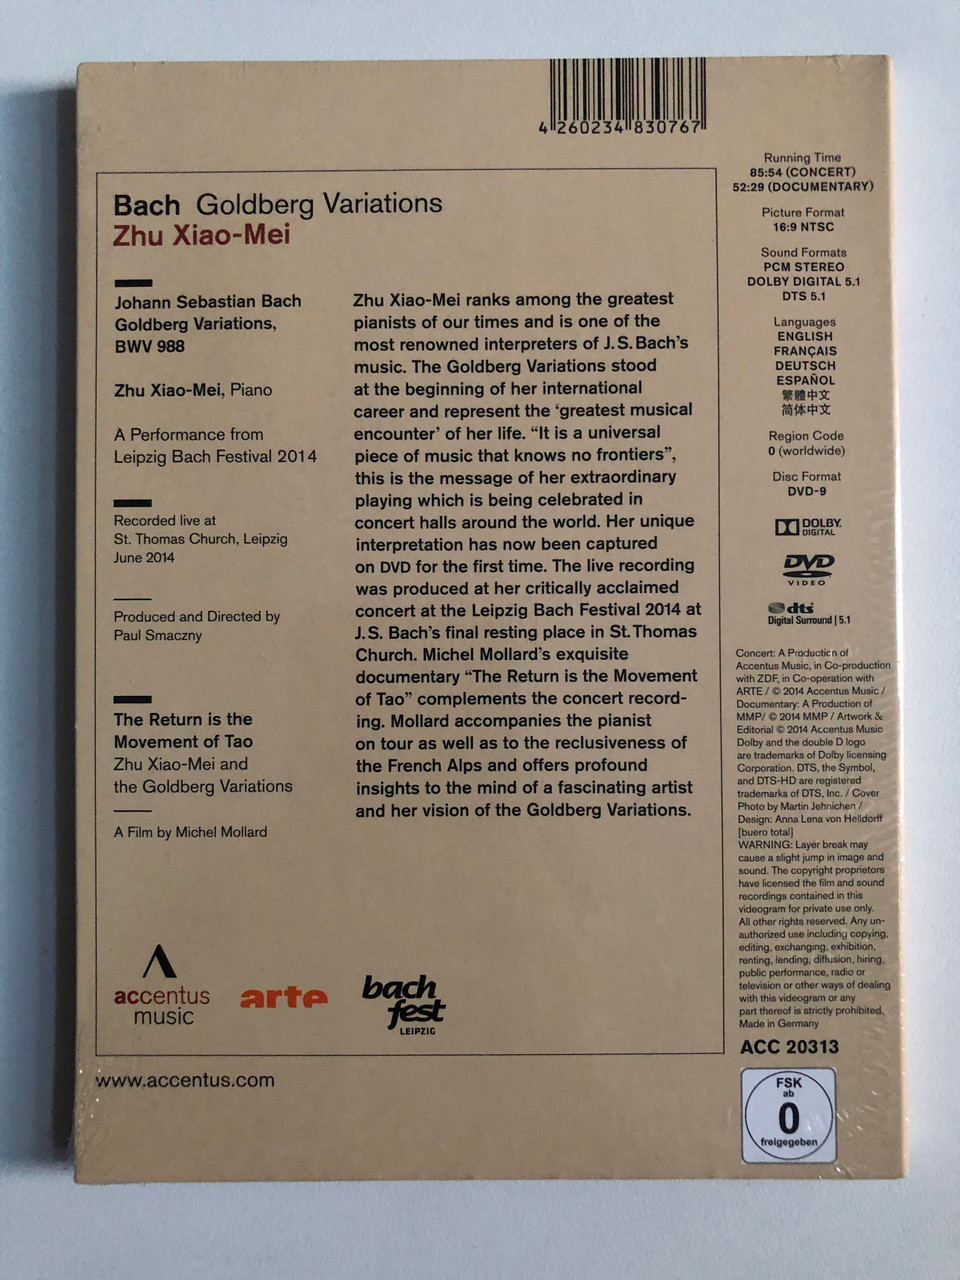 4 260234 830767
Bach Goldberg Variations
Zhu Xiao-Mei
Johann Sebastian Bach
Goldberg Variations,
BWV 988
Zhu Xiao-Mei, Piano
A Performance from
Leipzig Bach Festival 2014
Recorded live at
St. Thomas Church, Leipzig
June 2014
Produced and Directed by
Paul Smaczny
The Return is the
Movement of Tao
Zhu Xiao-Mei and
the Goldberg Variations
A Film by Michel Mollard
Zhu Xiao-Mei ranks among the greatest
pianists of our times and is one of the
most renowned interpreters of J.S.Bach's
music. The Goldberg Variations stood
at the beginning of her international
career and represent the ‘greatest musical
encounter’ of her life. “It is a universal
piece of music that knows no frontiers”,
this is the message of her extraordinary
playing which is being celebrated in
concert halls around the world. Her unique
interpretation has now been captured
on DVD for the first time. The live recording
was produced at her critically acclaimed
concert at the Leipzig Bach Festival 2014 at
J.S. Bach's final resting place in St.Thomas
Church. Michel Mollard's exquisite
documentary “The Return is the Movement
of Tao” complements the concert record-
ing. Mollard accompanies the pianist
on tour as well as to the reclusiveness of
the French Alps and offers profound
insights to the mind of a fascinating artist
and her vision of the Goldberg Variations.
accentus
music
arte
bach
fest
LEIPZIG
www.accentus.com
Running Time
85:54 (CONCERT)
52:29 (DOCUMENTARY)
Picture Format
16:9 NTSC
Sound Formats
PCM STEREO
DOLBY DIGITAL 5.1
DTS 5.1
Languages
ENGLISH
FRANÇAIS
DEUTSCH
ESPAÑOL
繁體中文
简体中文
Region Code
0 (worldwide)
Disc Format
DVD-9
DOLBY
DIGITAL
DVD
VIDEO
dts
Digital Surround | 5.1
Concert: A Production of
Accentus Music, in Co-production
with ZDF, in Co-operation with
ARTE / © 2014 Accentus Music /
Documentary: A Production of
MMP/ © 2014 MMP / Artwork &
Editorial © 2014 Accentus Music
Dolby and the double D logo
are trademarks of Dolby licensing
Corporation. DTS, the Symbol,
and DTS-HD are registered
trademarks of DTS, Inc. / Cover
Photo by Martin Jehnichen /
Design: Anna Lena von Helldorff
[buero total]
WARNING: Layer break may
cause a slight jump in image and
sound. The copyright proprietors
have licensed the film and sound
recordings contained in this
videogram for private use only.
All other rights reserved. Any un-
authorized use including copying,
editing, exchanging, exhibition,
renting, lending, diffusion, hiring,
public performance, radio or
television or other ways of dealing
with this videogram or any
part thereof is strictly prohibited.
Made in Germany
ACC 20313
FSK
ab
0
freigegeben